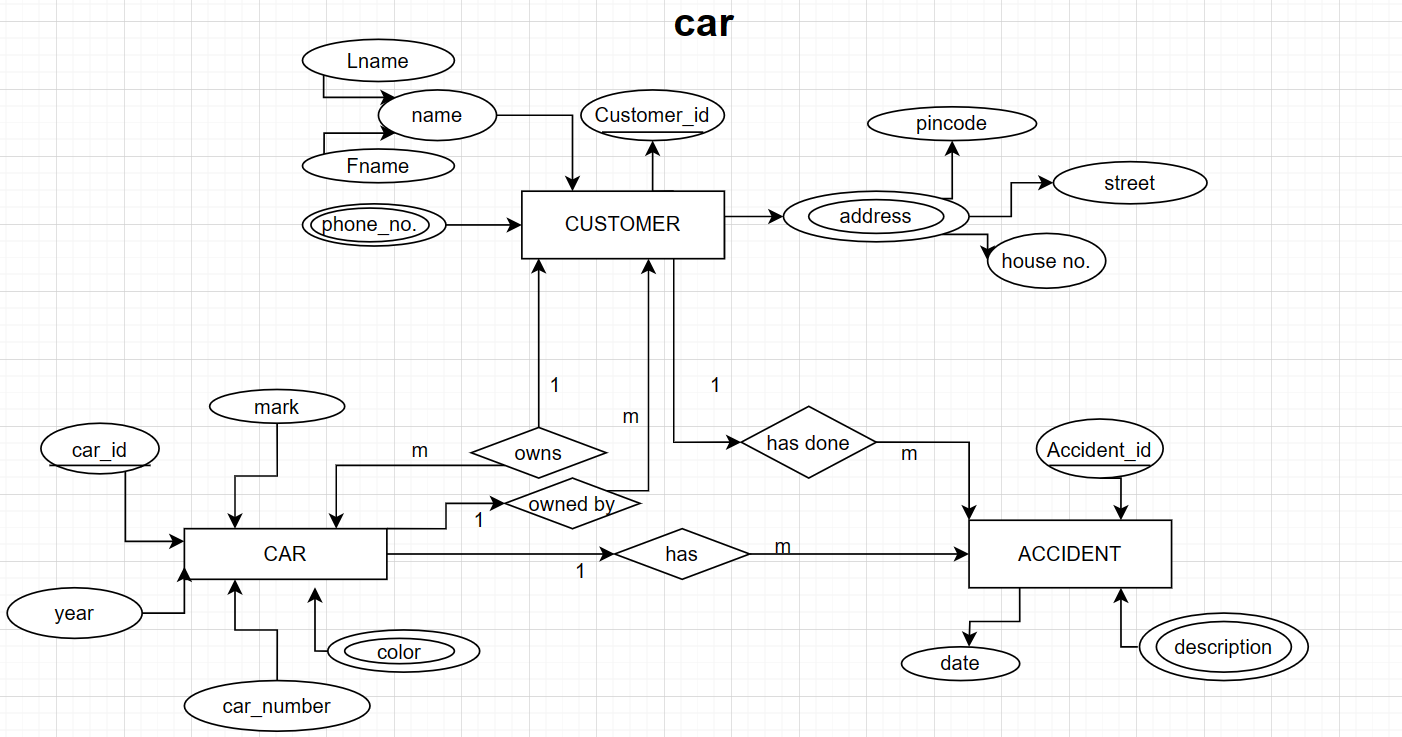 car
Lname
name
Customer_id
pincode
Fname
street
phone_no.
CUSTOMER
address
house no.
1
1
mark
m
car_id
m
owns
has done
m
Accident_id
owned by
1
CAR
has
m
ACCIDENT
1
year
color
date
description
car_number